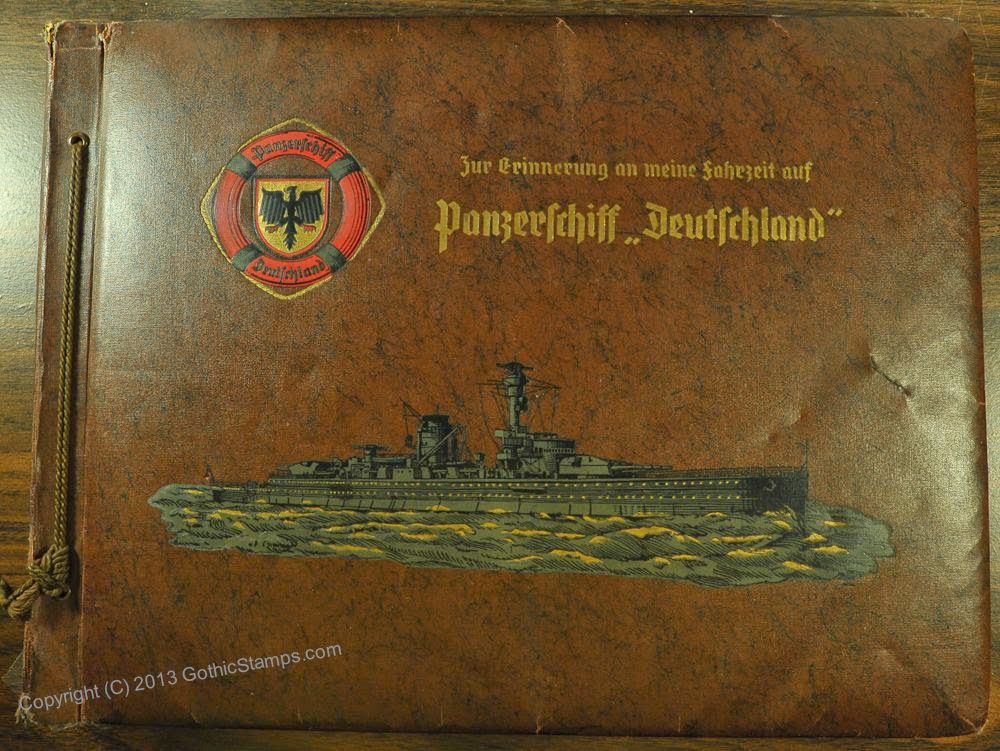 Panzerschiff
Deutschland
Zur Erinnerung an meine Fahrzeit auf
Panzerschiff „Deutschland"
Copyright (C) 2013 GothicStamps.com